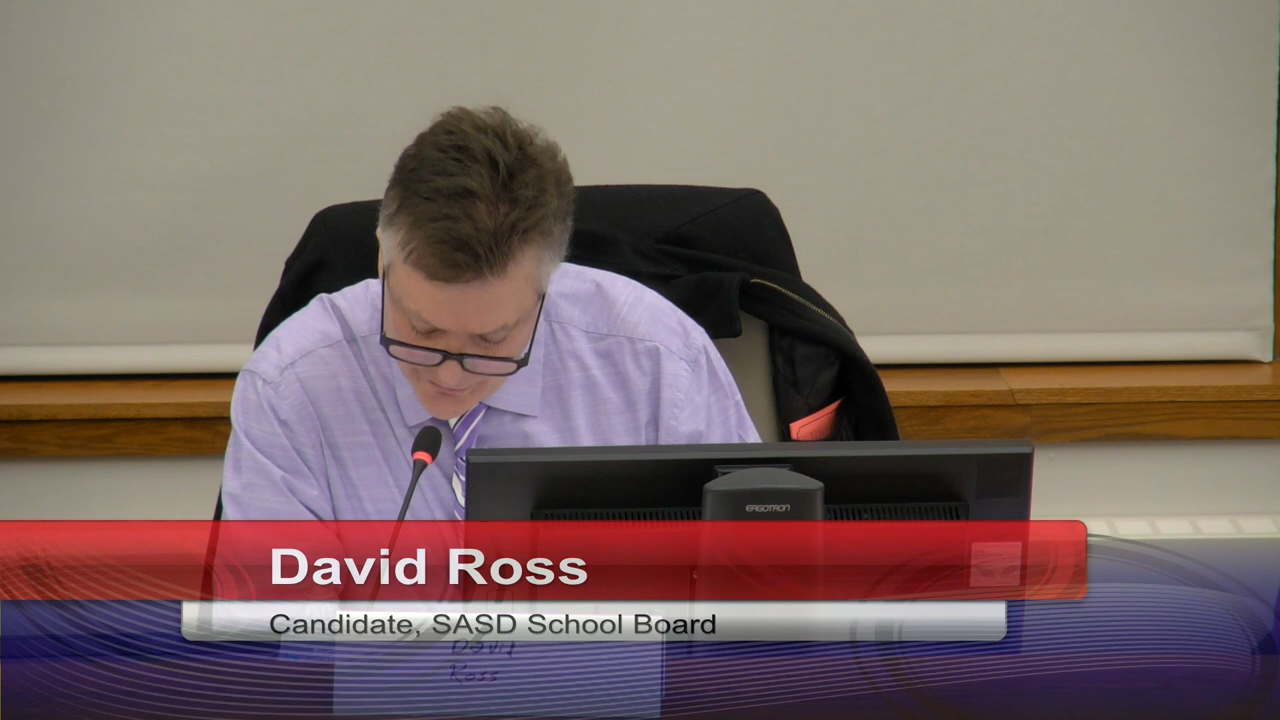 ERGOTRON
David Ross
Candidate, SASD School Board
David
Ross